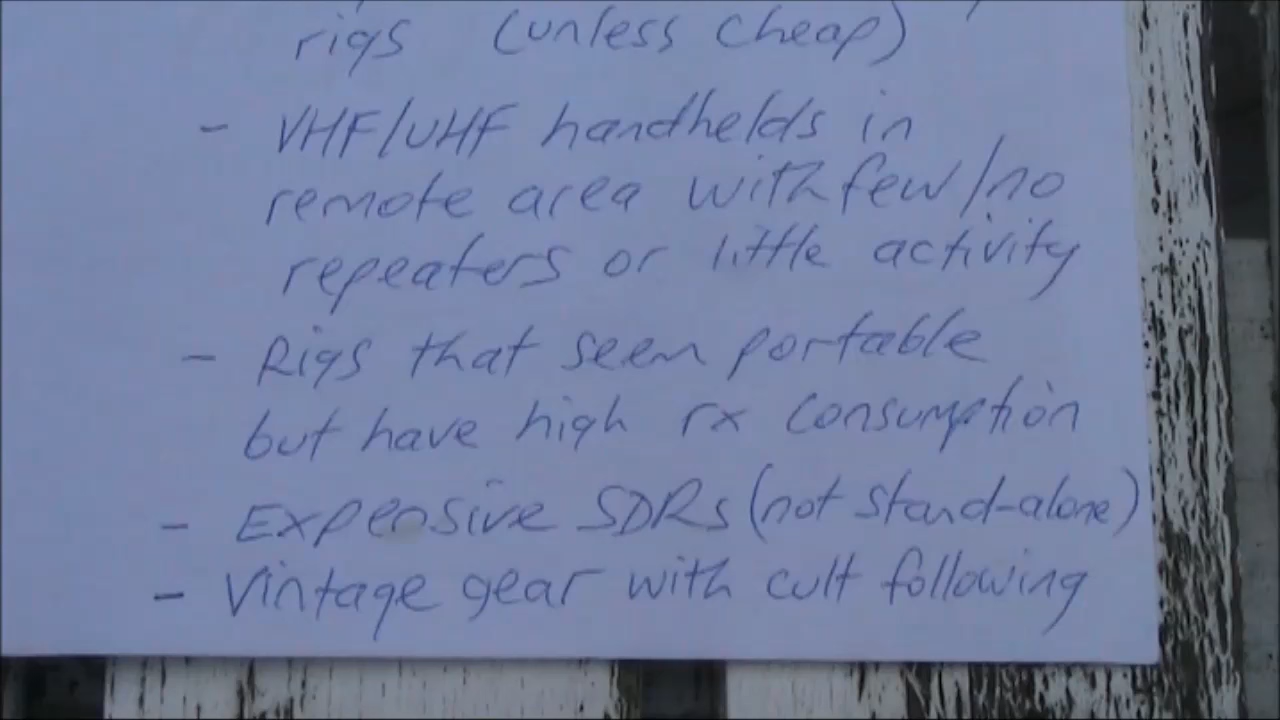 rigs (unless cheap)
- VHF/UHF handhelds in
remote area with few/no
repeaters or little activity
- Rigs that seem portable
but have high rx consumption
- Expensive SDRs (not stand-alone)
- Vintage gear with cult following